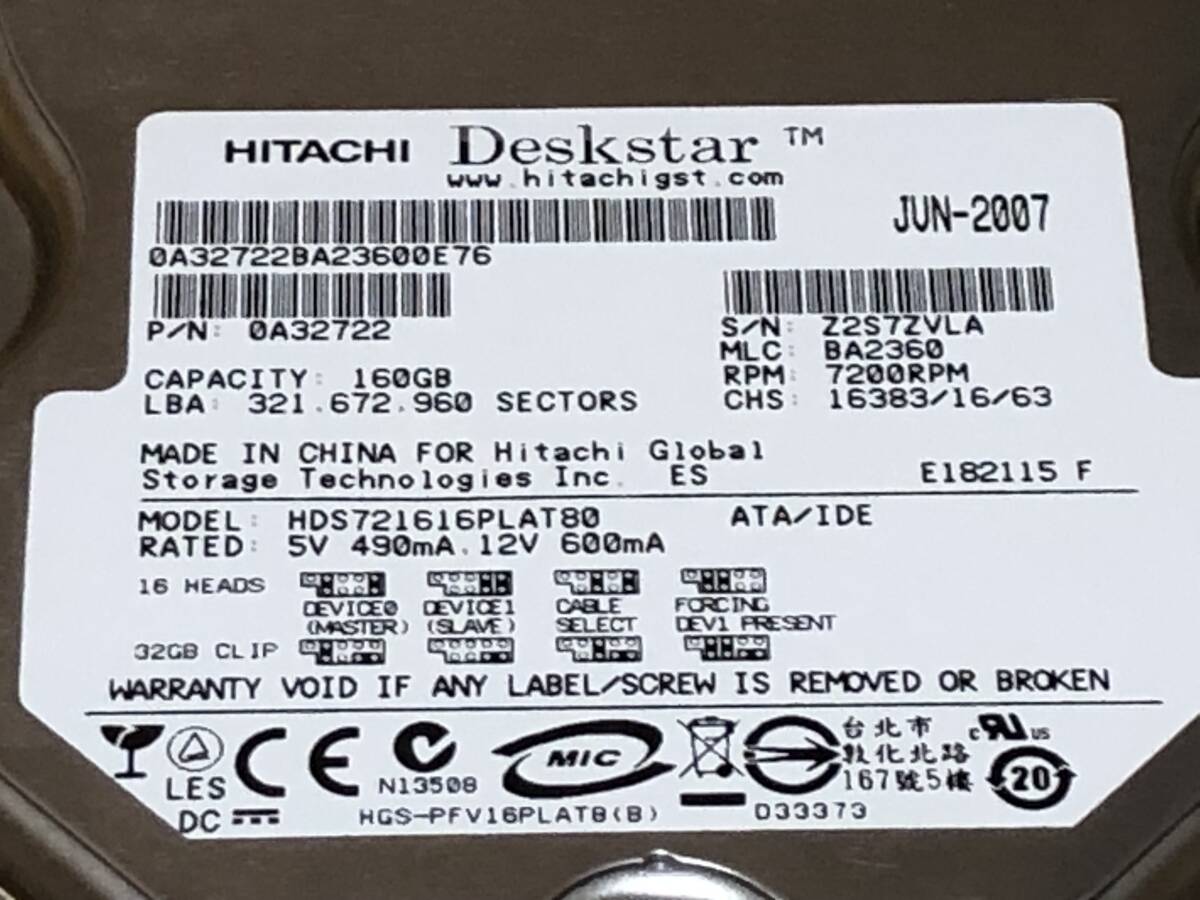 HITACHI Deskstar ™
www.hitachigst.com
JUN-2007
0A32722BA23600E76
P/N: 0A32722
S/N: Z2S7ZVLA
MLC: BA2360
CAPACITY: 160GB
RPM: 7200RPM
LBA: 321.672.960 SECTORS
CHS: 16383/16/63
MADE IN CHINA FOR Hitachi Global
Storage Technologies Inc. ES
E182115 F
MODEL: HDS721616PLAT80 ATA/IDE
RATED: 5V 490mA.12V 600mA
16 HEADS
DEVICE0 DEVICE1 CABLE FORCING
(MASTER) (SLAVE) SELECT DEV1 PRESENT
32GB CLIP
WARRANTY VOID IF ANY LABEL/SCREW IS REMOVED OR BROKEN
LES
DC
CE
N13508
MIC
HGS-PFV16PLAT8(B)
D33373
台北市
敦化北路
167號5樓
c RU US
20